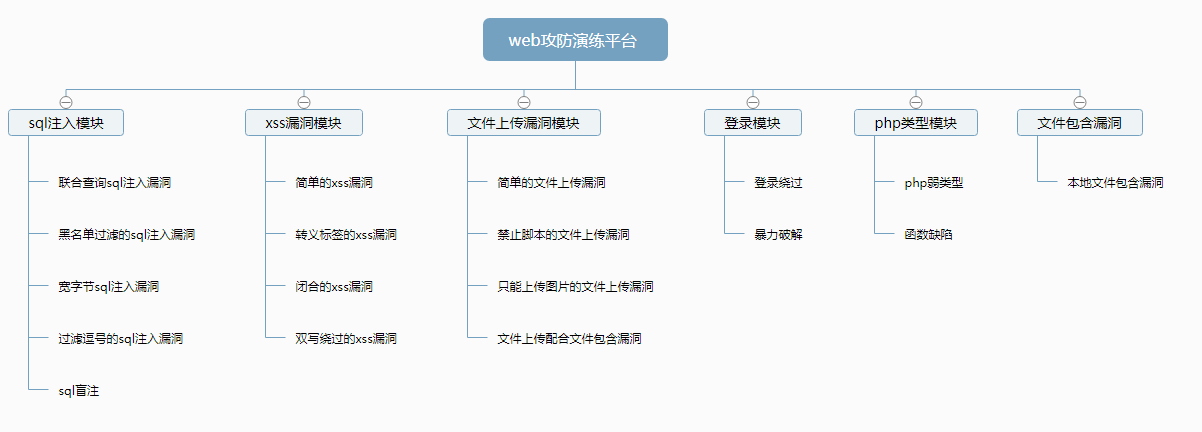 web攻防演练平台
sql注入模块
xss漏洞模块
文件上传漏洞模块
登录模块
php类型模块
文件包含漏洞
联合查询sql注入漏洞
简单的xss漏洞
简单的文件上传漏洞
登录绕过
php弱类型
本地文件包含漏洞
黑名单过滤的sql注入漏洞
转义标签的xss漏洞
禁止脚本的文件上传漏洞
暴力破解
函数缺陷
宽字节sql注入漏洞
闭合的xss漏洞
只能上传图片的文件上传漏洞
过滤逗号的sql注入漏洞
双写绕过的xss漏洞
文件上传配合文件包含漏洞
sql盲注